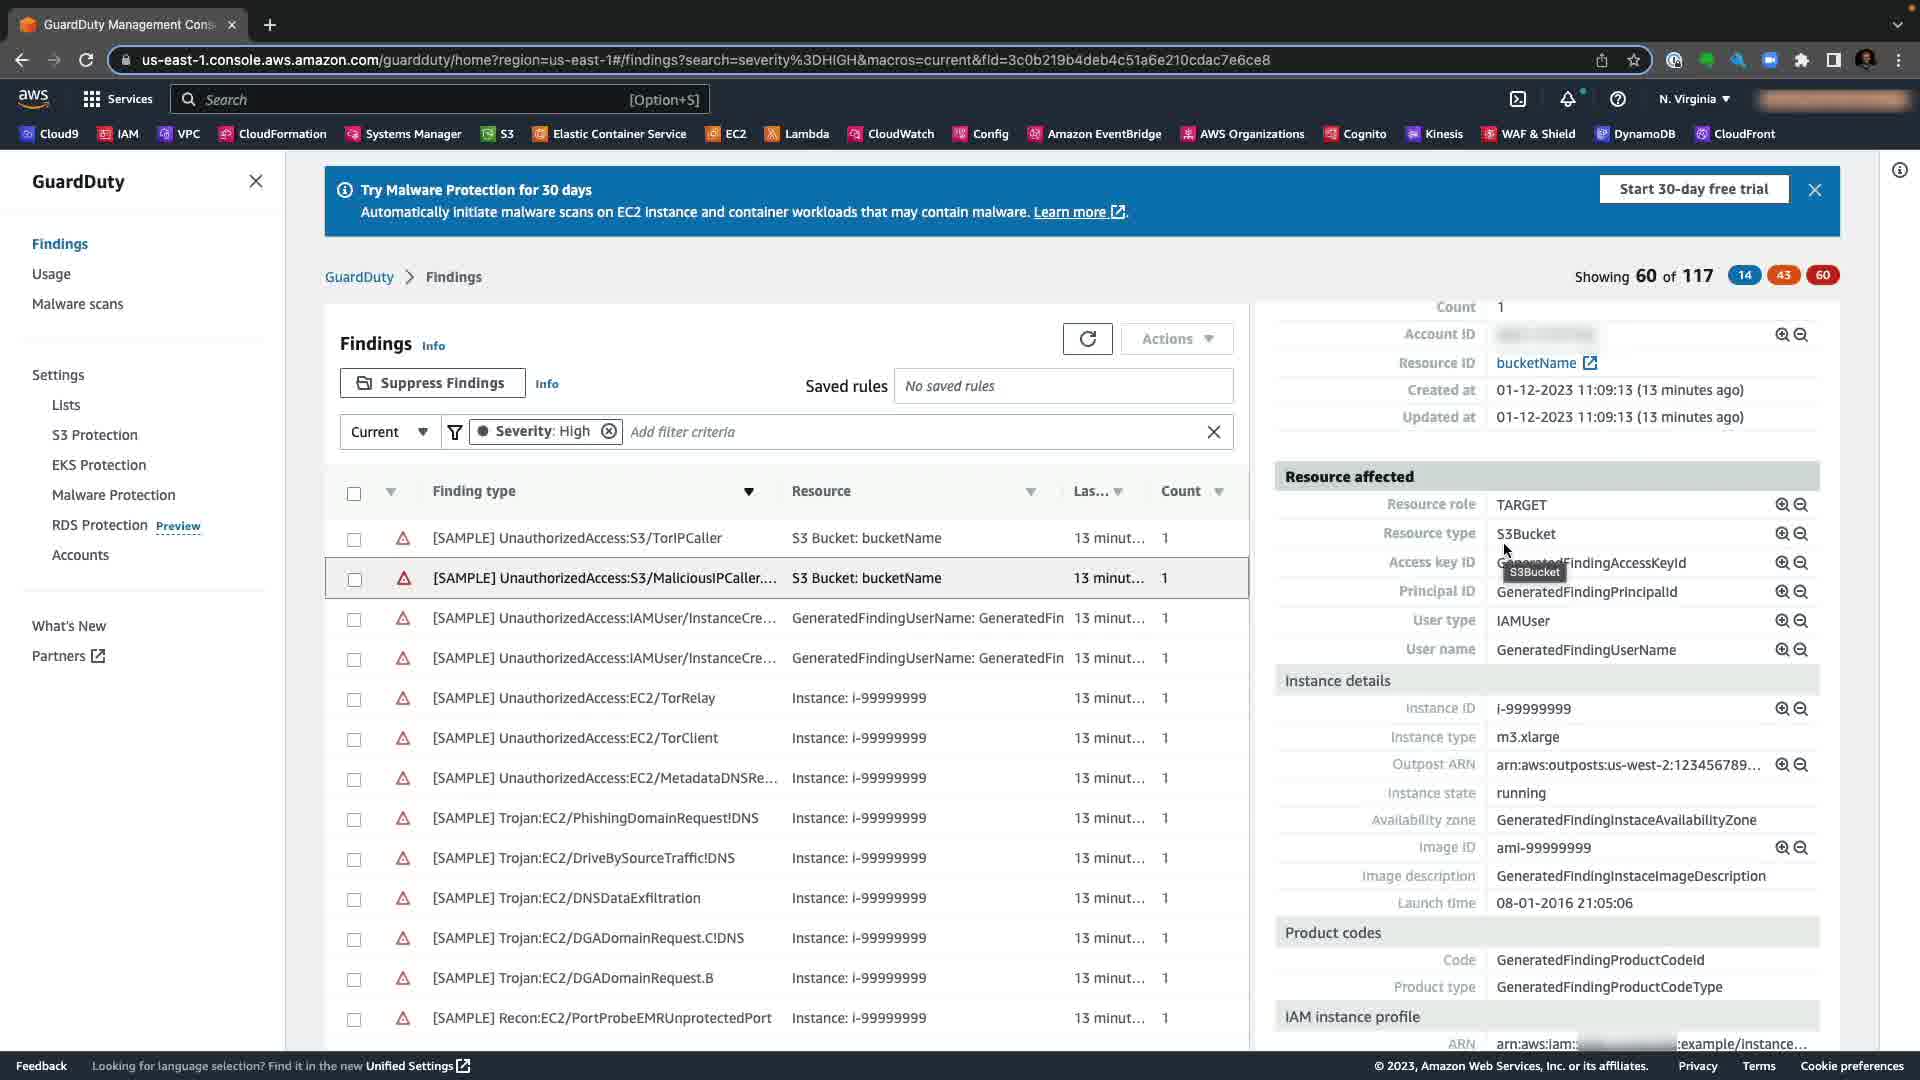 GuardDuty Management Cons
us-east-1.console.aws.amazon.com/guardduty/home?region=us-east-1#/findings?search=severity%3DHIGH&macros=current&fId=3c0b219b4deb4c51a6e210cdac7e6ce8
aws
Services
Search
[Option+S]
N. Virginia
Cloud9
IAM
VPC
CloudFormation
Systems Manager
S3
Elastic Container Service
EC2
Lambda
CloudWatch
Config
Amazon EventBridge
AWS Organizations
Cognito
Kinesis
WAF & Shield
DynamoDB
CloudFront
GuardDuty
Findings
Usage
Malware scans
Settings
Lists
S3 Protection
EKS Protection
Malware Protection
RDS Protection Preview
Accounts
What's New
Partners
Try Malware Protection for 30 days
Automatically initiate malware scans on EC2 instance and container workloads that may contain malware. Learn more.
Start 30-day free trial
GuardDuty > Findings
Showing 60 of 117 14 43 60
Findings Info
Actions
Suppress Findings Info
Saved rules No saved rules
Current Severity: High Add filter criteria
Finding type Resource Las... Count
[SAMPLE] UnauthorizedAccess:S3/TorIPCaller S3 Bucket: bucketName 13 minut... 1
[SAMPLE] UnauthorizedAccess:S3/MaliciousIPCaller.... S3 Bucket: bucketName 13 minut... 1
[SAMPLE] UnauthorizedAccess:IAMUser/InstanceCre... GeneratedFindingUserName: GeneratedFin 13 minut... 1
[SAMPLE] UnauthorizedAccess:IAMUser/InstanceCre... GeneratedFindingUserName: GeneratedFin 13 minut... 1
[SAMPLE] UnauthorizedAccess:EC2/TorRelay Instance: i-99999999 13 minut... 1
[SAMPLE] UnauthorizedAccess:EC2/TorClient Instance: i-99999999 13 minut... 1
[SAMPLE] UnauthorizedAccess:EC2/MetadataDNSRe... Instance: i-99999999 13 minut... 1
[SAMPLE] Trojan:EC2/PhishingDomainRequest!DNS Instance: i-99999999 13 minut... 1
[SAMPLE] Trojan:EC2/DriveBySourceTraffic!DNS Instance: i-99999999 13 minut... 1
[SAMPLE] Trojan:EC2/DNSDataExfiltration Instance: i-99999999 13 minut... 1
[SAMPLE] Trojan:EC2/DGADomainRequest.C!DNS Instance: i-99999999 13 minut... 1
[SAMPLE] Trojan:EC2/DGADomainRequest.B Instance: i-99999999 13 minut... 1
[SAMPLE] Recon:EC2/PortProbeEMRUnprotectedPort Instance: i-99999999 13 minut... 1
Count 1
Account ID
Resource ID bucketName
Created at 01-12-2023 11:09:13 (13 minutes ago)
Updated at 01-12-2023 11:09:13 (13 minutes ago)
Resource affected
Resource role TARGET
Resource type S3Bucket
Access key ID GeneratedFindingAccessKeyId
S3Bucket
Principal ID GeneratedFindingPrincipalId
User type IAMUser
User name GeneratedFindingUserName
Instance details
Instance ID i-99999999
Instance type m3.xlarge
Outpost ARN arn:aws:outposts:us-west-2:123456789...
Instance state running
Availability zone GeneratedFindingInstaceAvailabilityZone
Image ID ami-99999999
Image description GeneratedFindingInstaceImageDescription
Launch time 08-01-2016 21:05:06
Product codes
Code GeneratedFindingProductCodeId
Product type GeneratedFindingProductCodeType
IAM instance profile
ARN arn:aws:iam:: :example/instance...
Feedback
Looking for language selection? Find it in the new Unified Settings
© 2023, Amazon Web Services, Inc. or its affiliates.
Privacy
Terms
Cookie preferences